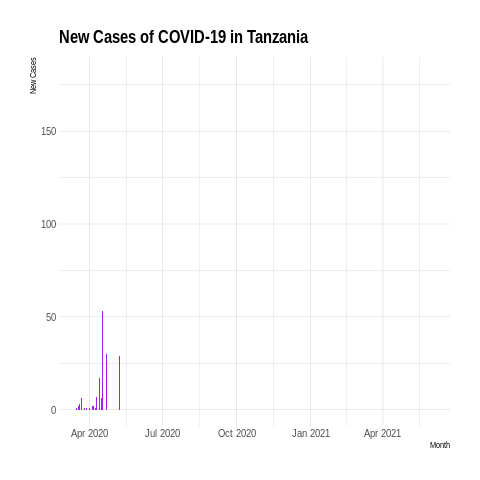 New Cases of COVID-19 in Tanzania
New Cases
150
100
50
0
Apr 2020 Jul 2020 Oct 2020 Jan 2021 Apr 2021
Month